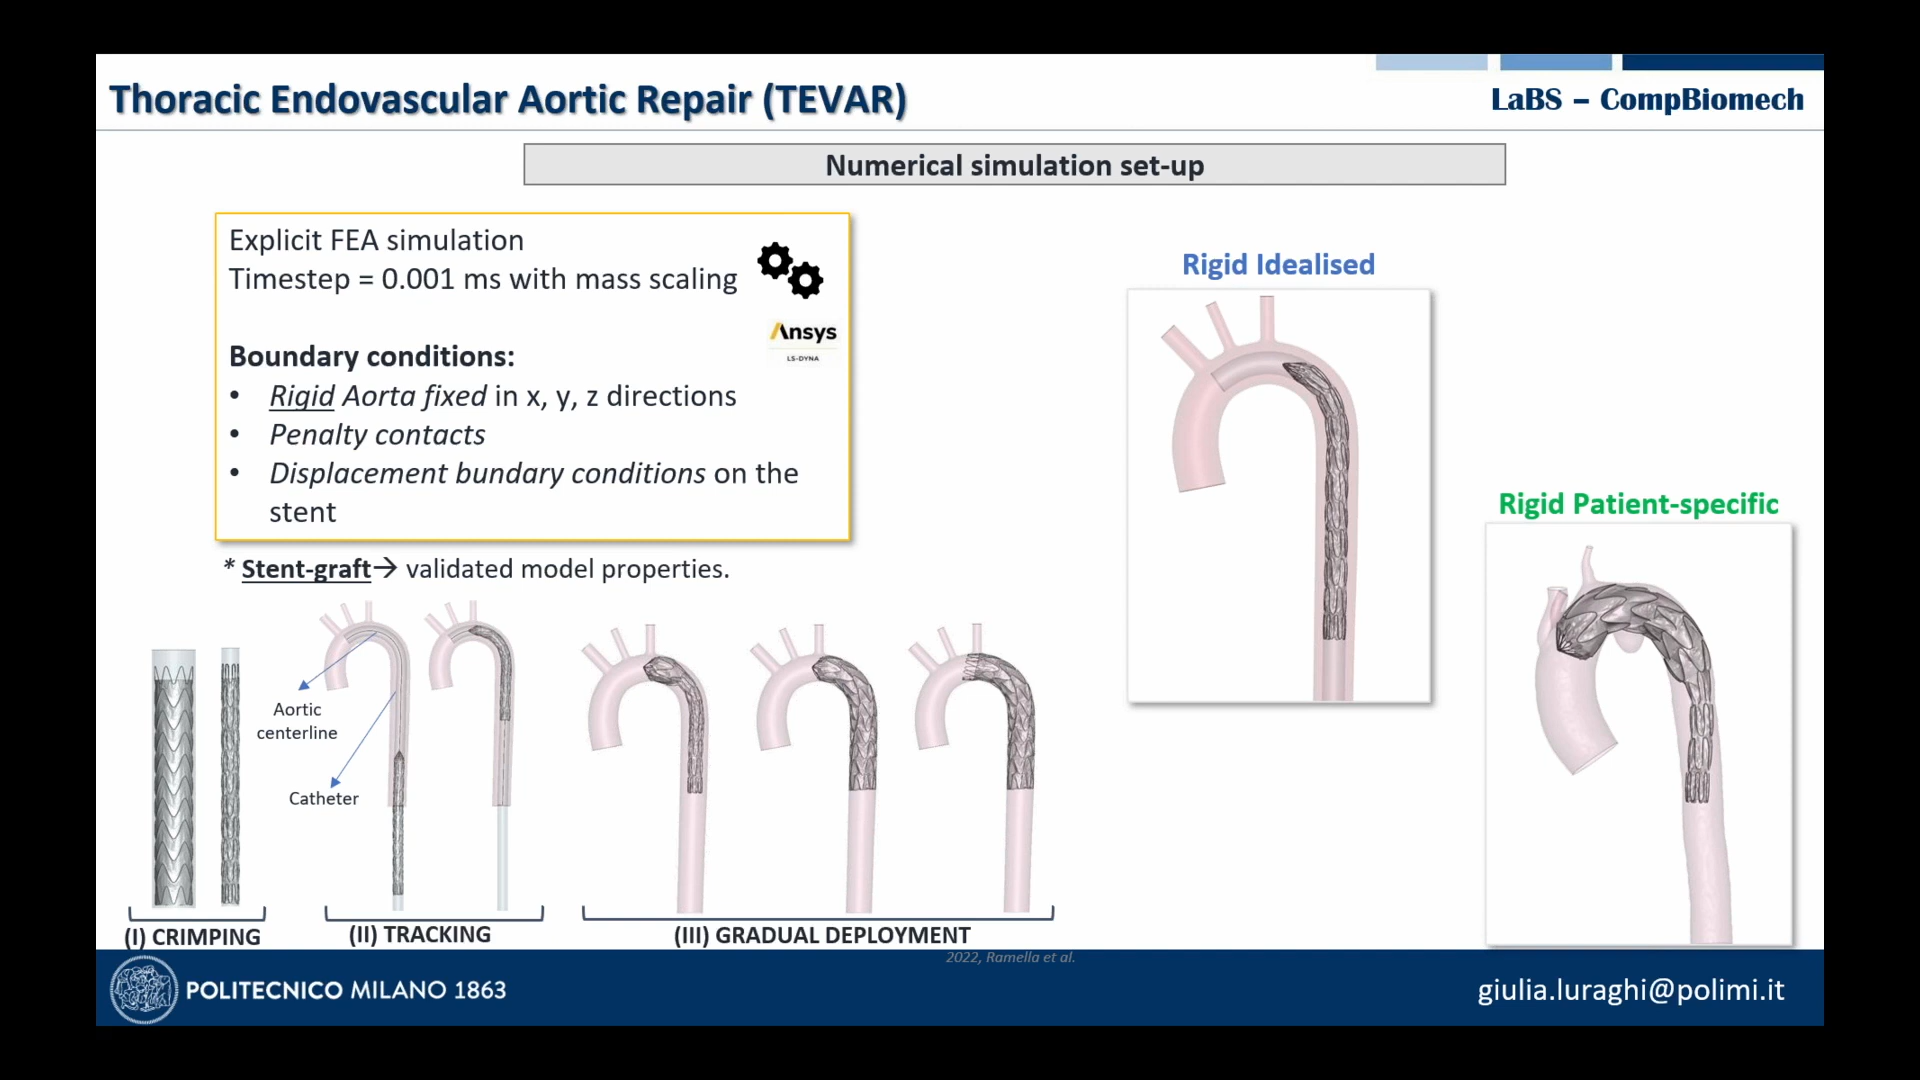 Thoracic Endovascular Aortic Repair (TEVAR)
LaBS – CompBiomech
Numerical simulation set-up
Explicit FEA simulation
Timestep = 0.001 ms with mass scaling
Ansys
LS-DYNA
Boundary conditions:
• Rigid Aorta fixed in x, y, z directions
• Penalty contacts
• Displacement bundary conditions on the
stent
* Stent-graft→ validated model properties.
Rigid Idealised
Rigid Patient-specific
Aortic
centerline
Catheter
(I) CRIMPING
(II) TRACKING
(III) GRADUAL DEPLOYMENT
2022, Ramella et al.
POLITECNICO MILANO 1863
giulia.luraghi@polimi.it